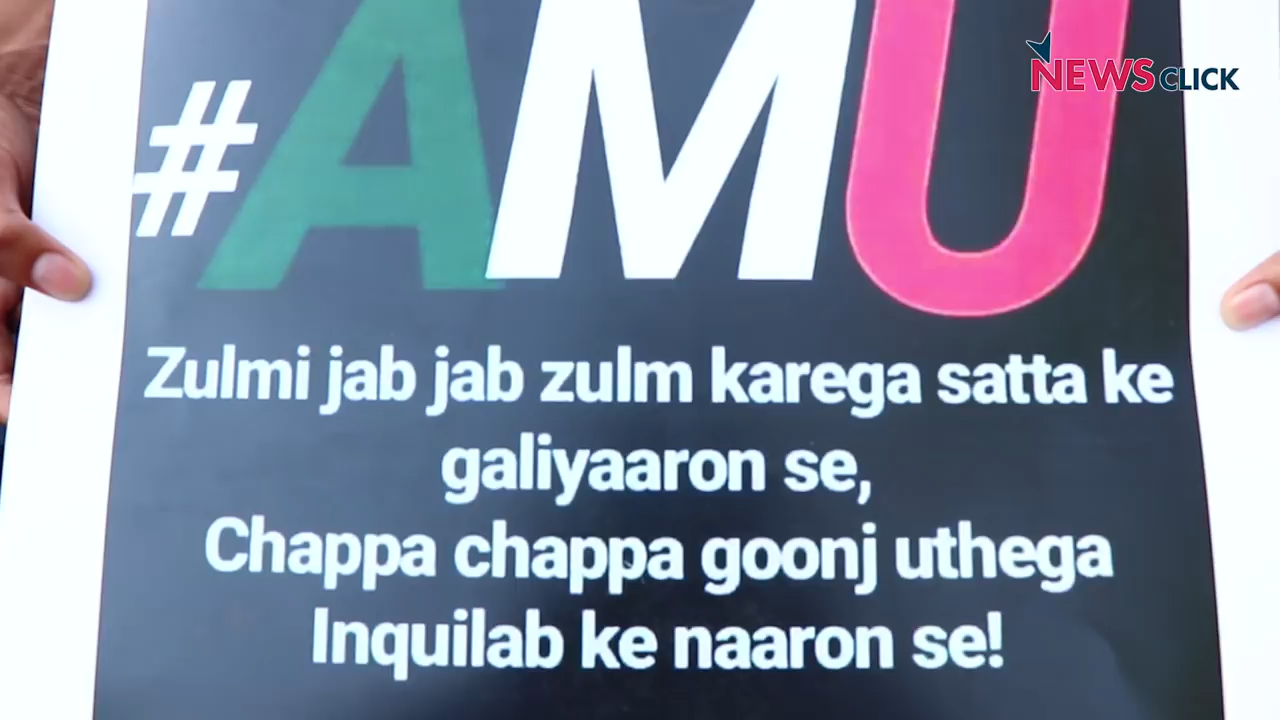 NEWSCLICK
#AMU
Zulmi jab jab zulm karega satta ke
galiyaaron se,
Chappa chappa goonj uthega
Inquilab ke naaron se!